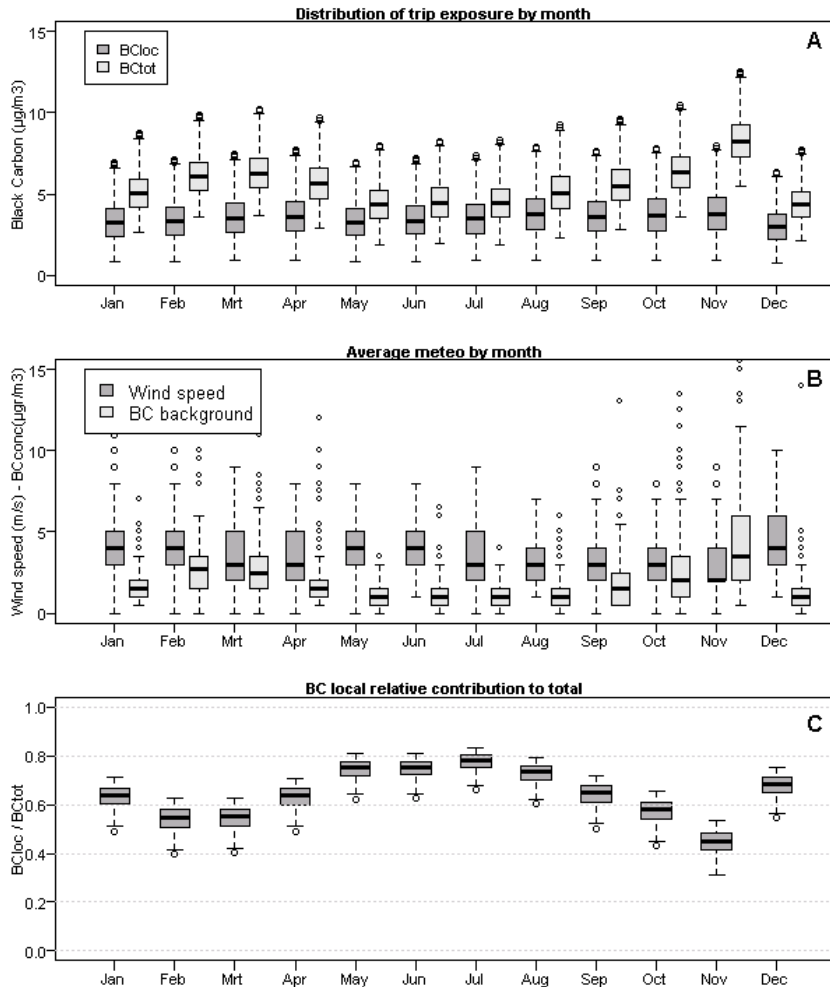 Distribution of trip exposure by month
A
BCloc
BCtot
Black Carbon (µg/m3)
15
10
5
0
Jan Feb Mrt Apr May Jun Jul Aug Sep Oct Nov Dec
Average meteo by month
B
Wind speed
BC background
Wind speed (m/s) - BCconc(µgr/m3)
15
10
5
0
Jan Feb Mrt Apr May Jun Jul Aug Sep Oct Nov Dec
BC local relative contribution to total
C
BCloc / BCtot
1.0
0.8
0.6
0.4
0.2
0.0
Jan Feb Mrt Apr May Jun Jul Aug Sep Oct Nov Dec